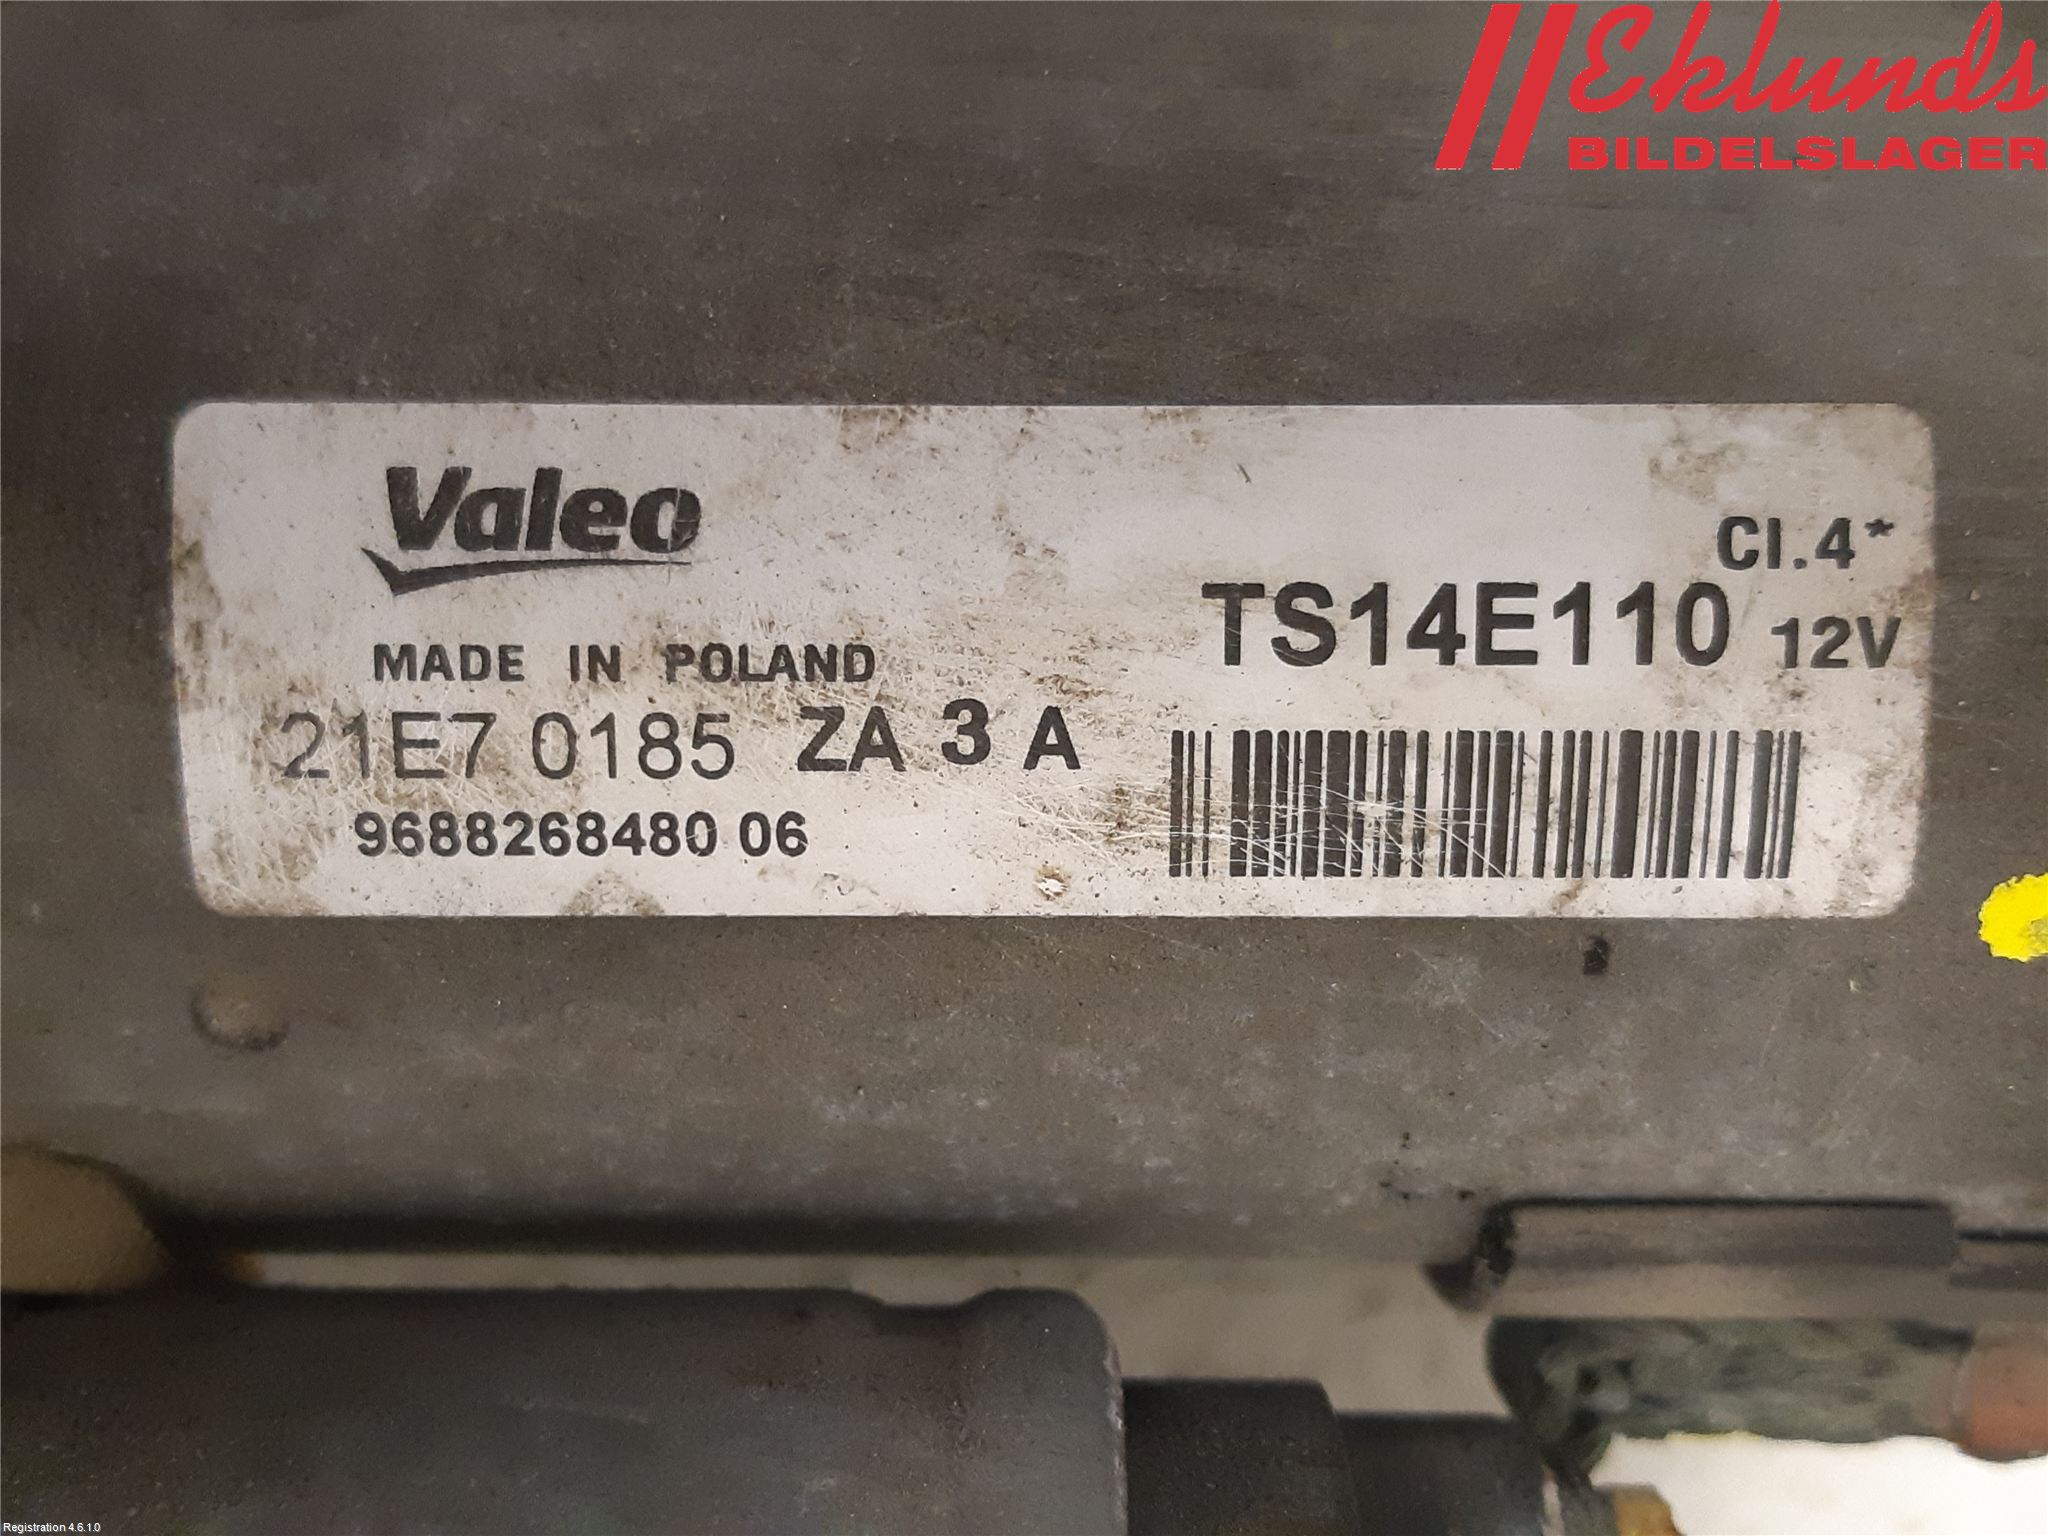 Eklunds
BILDELSLAGER
Valeo
Cl.4*
TS14E110 12V
MADE IN POLAND
21E7 0185 ZA 3 A
9688268480 06
Registration 4.6.1.0